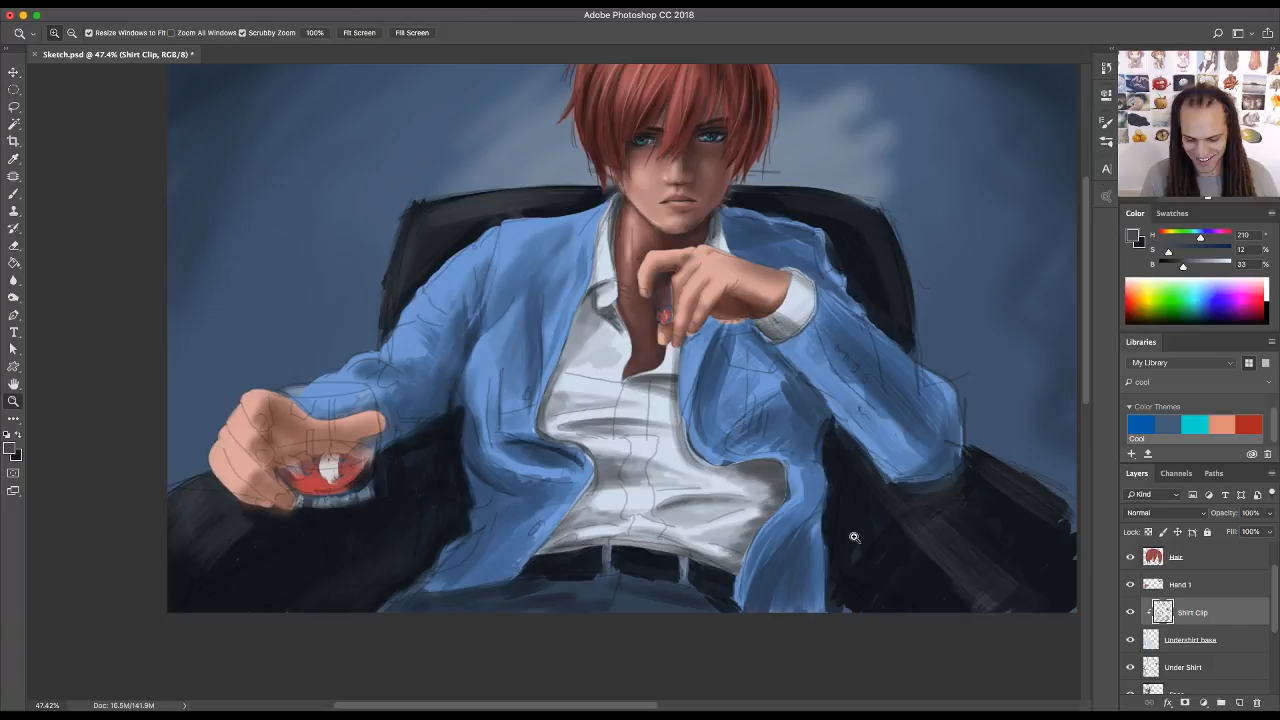 Adobe Photoshop CC 2018
Resize Windows to Fit Zoom All Windows Scrubby Zoom 100% Fit Screen Fill Screen
Sketch.psd @ 47.4% (Shirt Clip, RGB/8) *
Color Swatches
H 210 °
S 12 %
B 33 %
Libraries
My Library
cool
Color Themes
Cool
Layers Channels Paths
Kind
Normal Opacity: 100%
Lock: Fill: 100%
Hair
Hand 1
Shirt Clip
Undershirt base
Under Shirt
47.42% Doc: 16.5M/141.9M